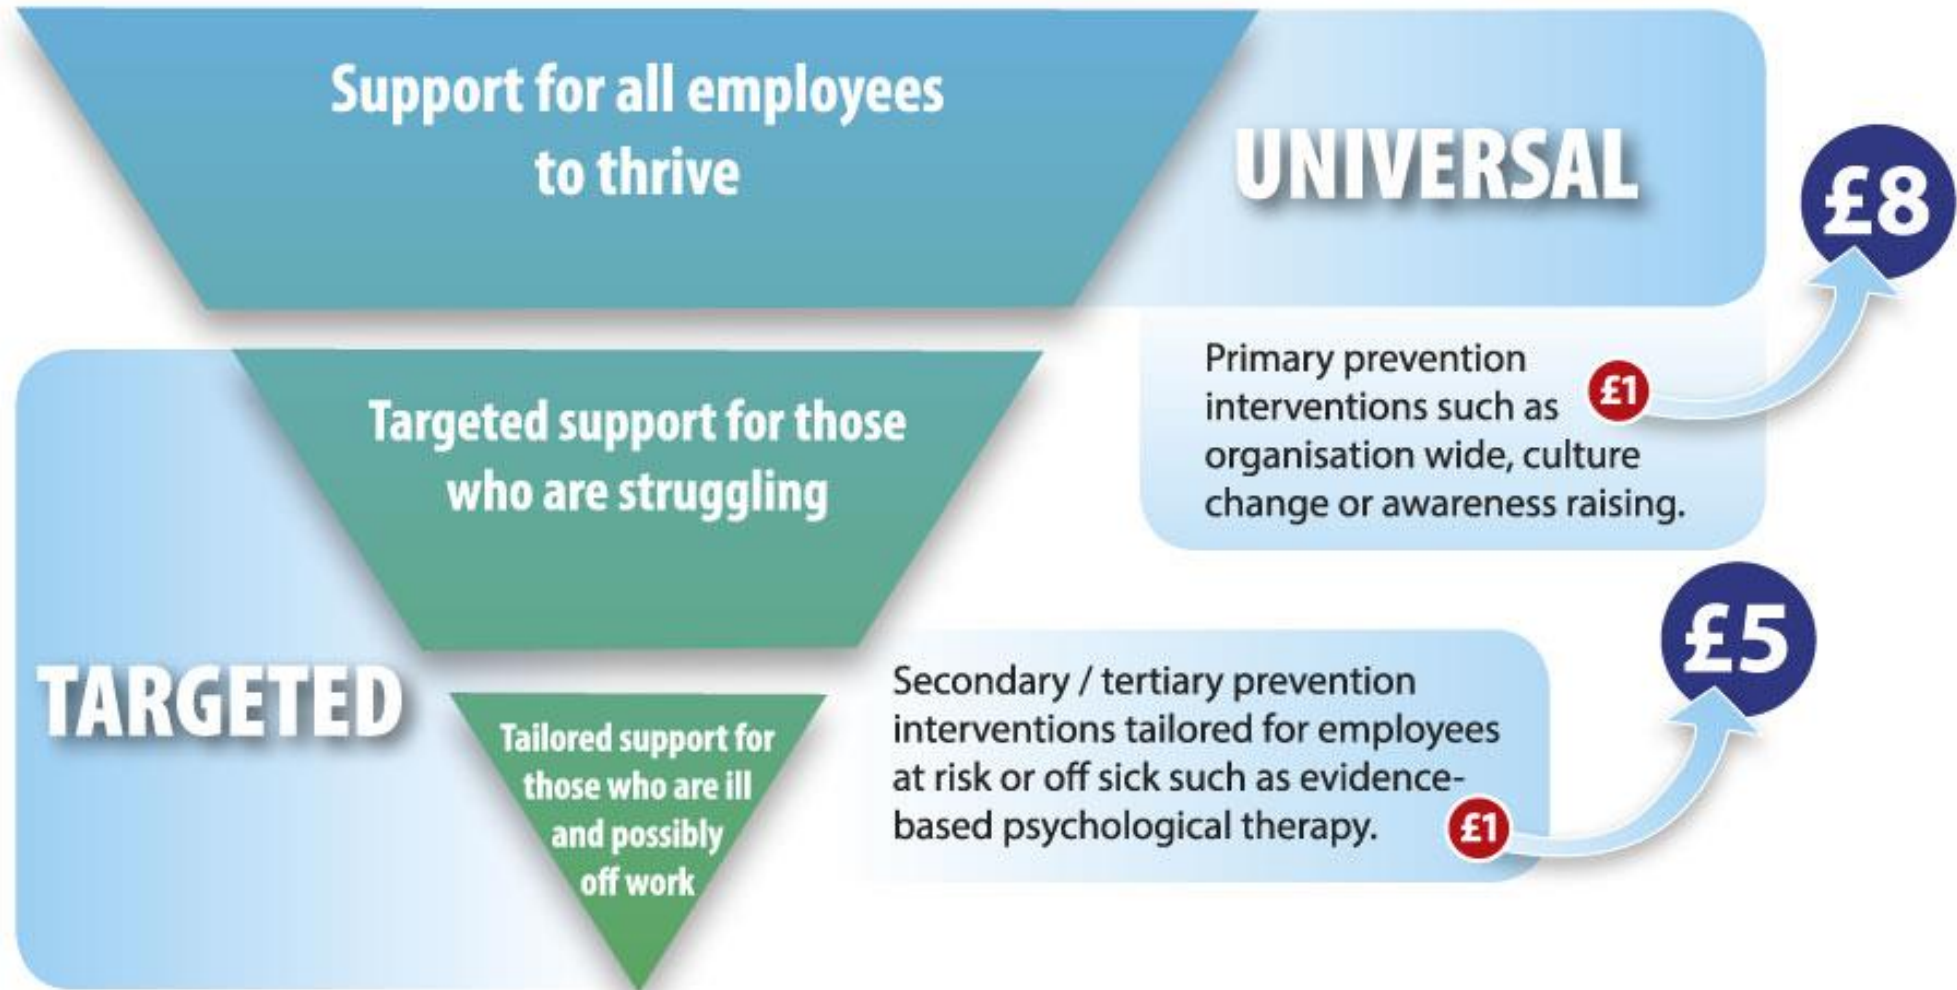 Support for all employees
to thrive
UNIVERSAL
£8
Primary prevention
interventions such as
organisation wide, culture
change or awareness raising.
£1
Targeted support for those
who are struggling
TARGETED
Tailored support for
those who are ill
and possibly
off work
£5
Secondary / tertiary prevention
interventions tailored for employees
at risk or off sick such as evidence-
based psychological therapy.
£1